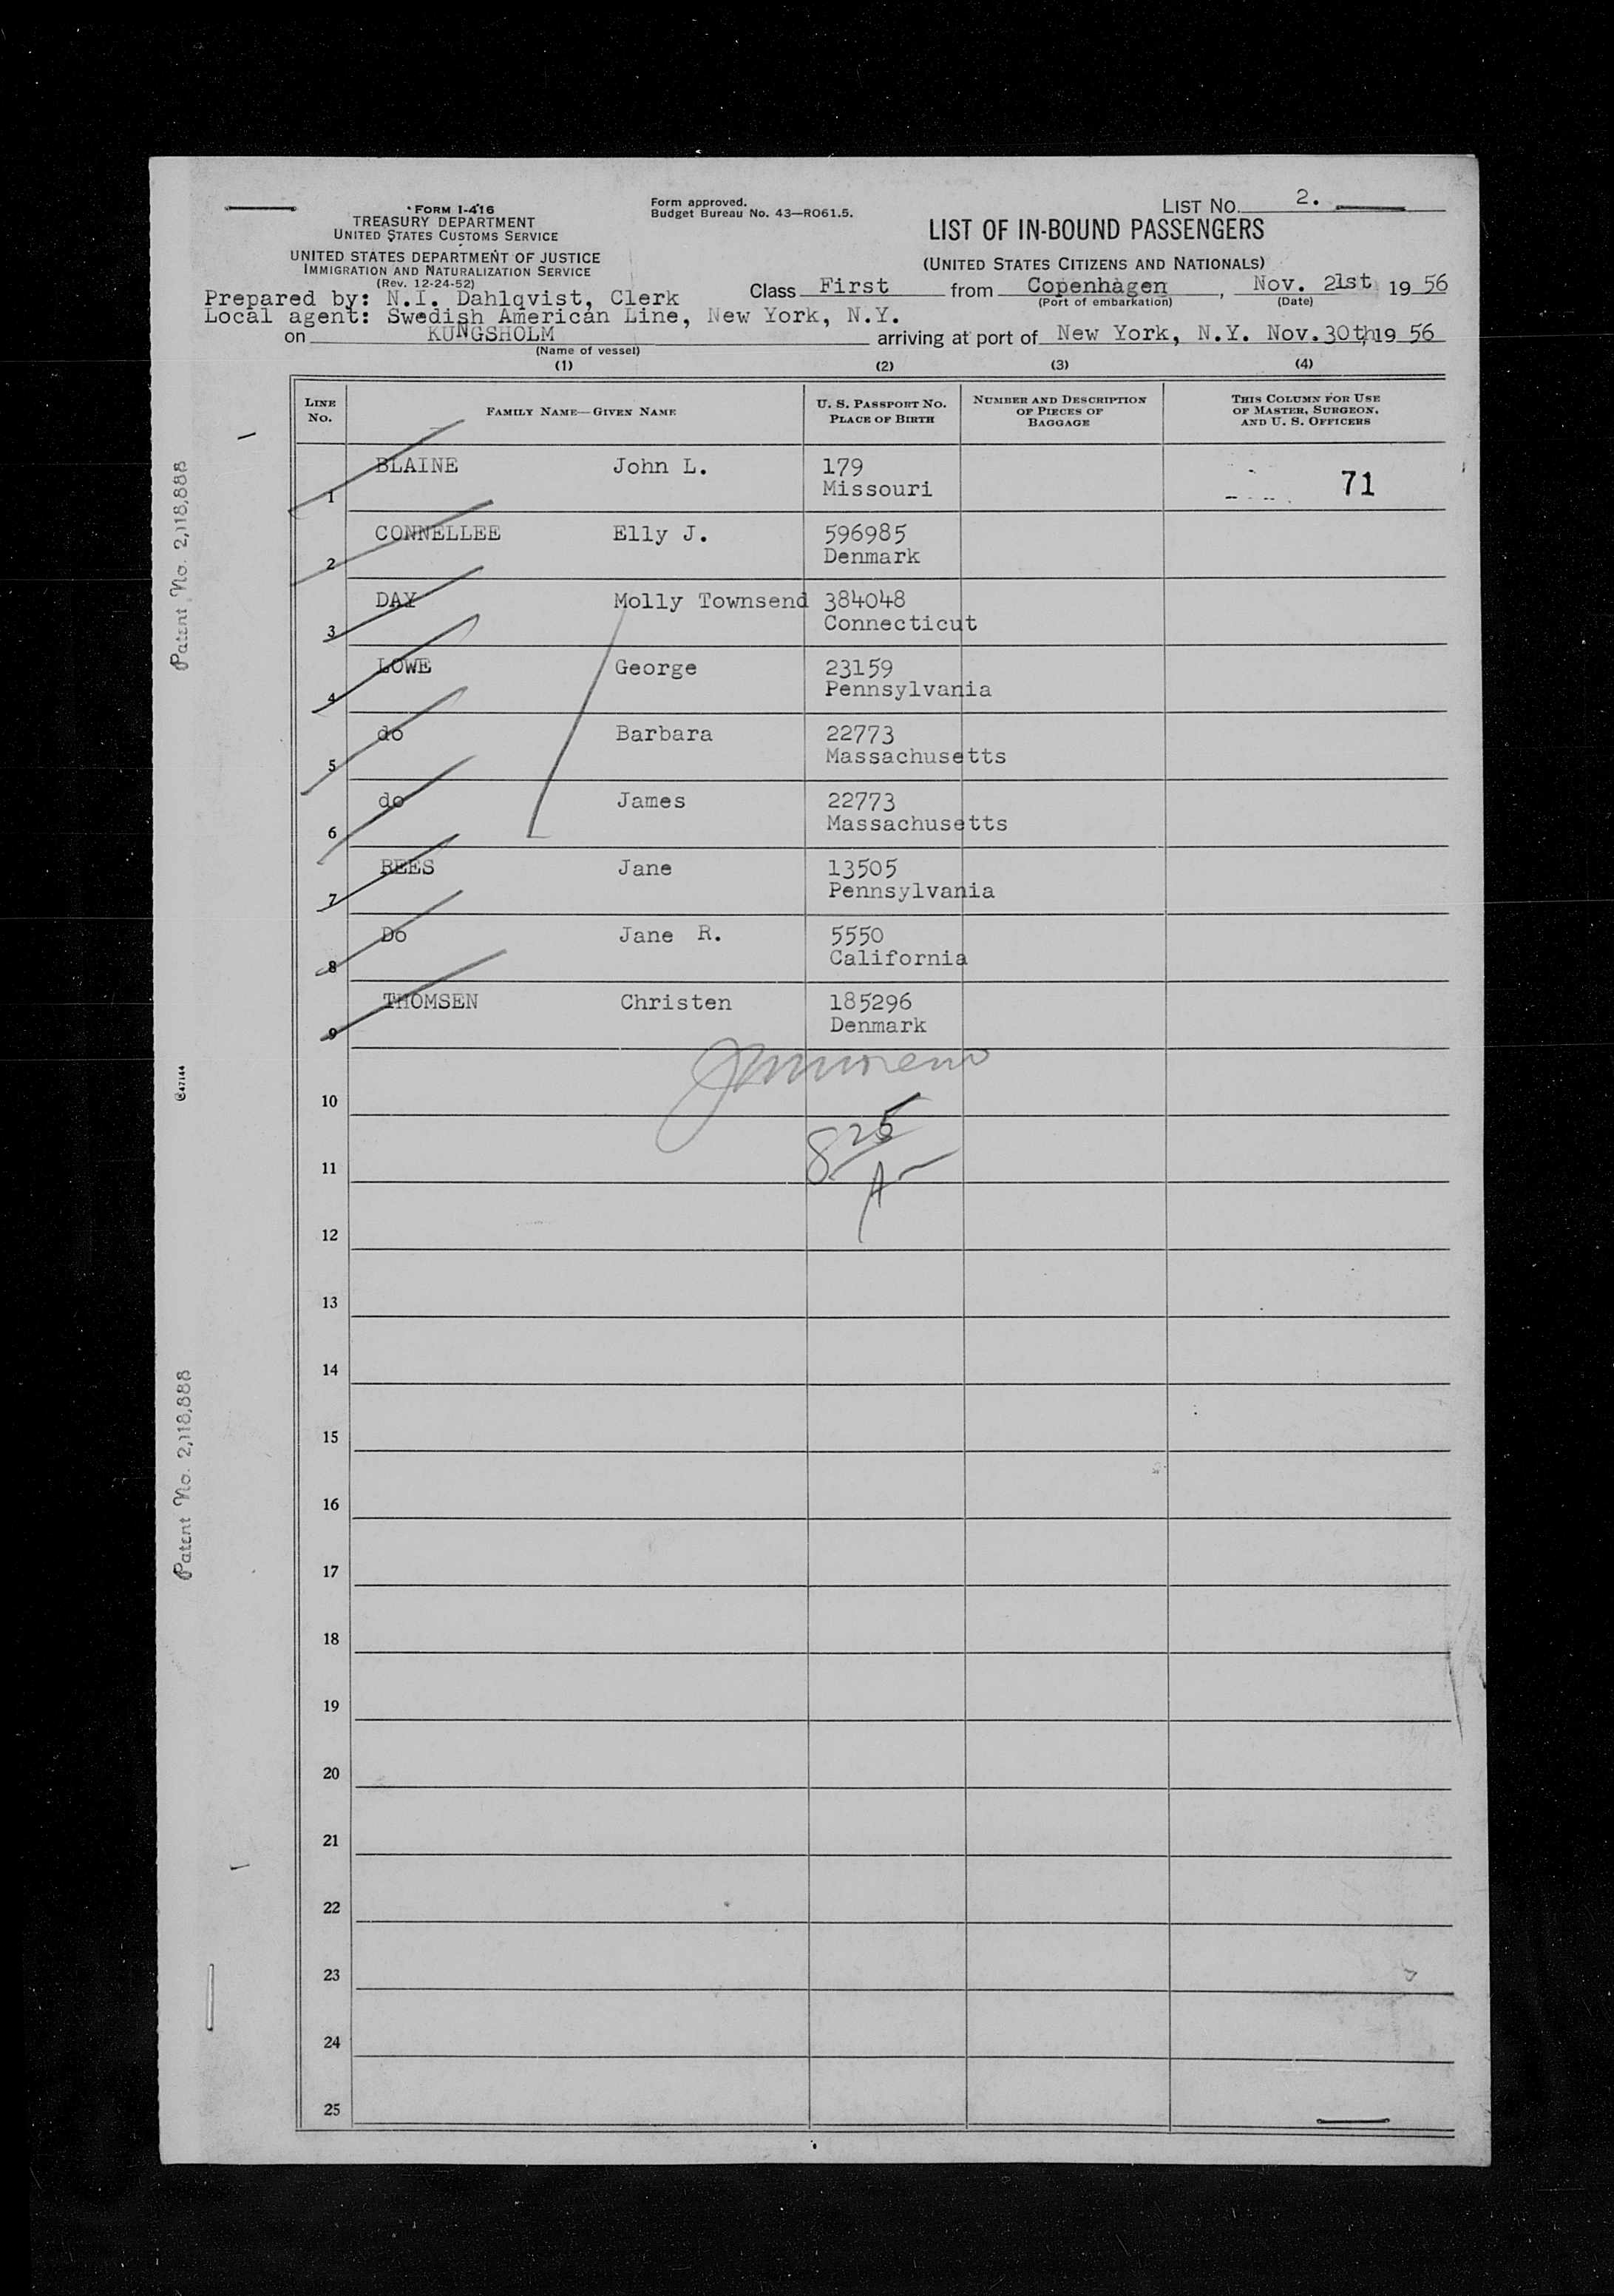 FORM I-416
TREASURY DEPARTMENT
UNITED STATES CUSTOMS SERVICE
UNITED STATES DEPARTMENT OF JUSTICE
IMMIGRATION AND NATURALIZATION SERVICE
(Rev. 12-24-52)
Form approved.
Budget Bureau No. 43—RO61.5.
LIST NO. 2.
LIST OF IN-BOUND PASSENGERS
(UNITED STATES CITIZENS AND NATIONALS)
Prepared by: N.I. Dahlqvist, Clerk
Local agent: Swedish American Line, New York, N.Y.
Class First from Copenhagen, Nov. 21st 19 56
(Port of embarkation) (Date)
on KUNGSHOLM arriving at port of New York, N.Y. Nov. 30th, 19 56
(Name of vessel)
(1) (2) (3) (4)
LINE NO. FAMILY NAME—GIVEN NAME U. S. PASSPORT NO. PLACE OF BIRTH NUMBER AND DESCRIPTION OF PIECES OF BAGGAGE THIS COLUMN FOR USE OF MASTER, SURGEON, AND U. S. OFFICERS
1 BLAINE John L. 179 Missouri 71
2 CONNELLEE Elly J. 596985 Denmark
3 DAY Molly Townsend 384048 Connecticut
4 LOWE George 23159 Pennsylvania
5 do Barbara 22773 Massachusetts
6 do James 22773 Massachusetts
7 REES Jane 13505 Pennsylvania
8 Do Jane R. 5550 California
9 THOMSEN Christen 185296 Denmark
10
825
11
A
12
13
14
15
16
17
18
19
20
21
22
23
24
25
Patent No. 2,118,888
Patent No. 2,118,888